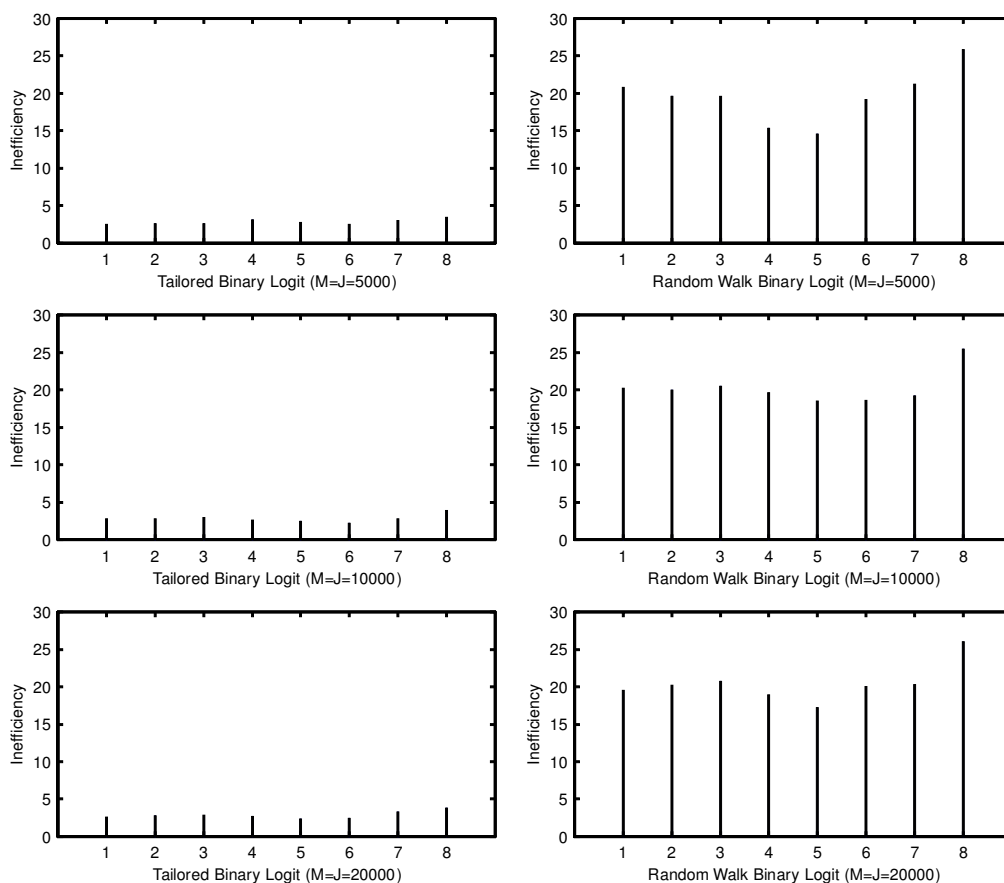 Inefficiency
30
25
20
15
10
5
0
1 2 3 4 5 6 7 8
Tailored Binary Logit (M=J=5000)
Inefficiency
30
25
20
15
10
5
0
1 2 3 4 5 6 7 8
Random Walk Binary Logit (M=J=5000)
Inefficiency
30
25
20
15
10
5
0
1 2 3 4 5 6 7 8
Tailored Binary Logit (M=J=10000)
Inefficiency
30
25
20
15
10
5
0
1 2 3 4 5 6 7 8
Random Walk Binary Logit (M=J=10000)
Inefficiency
30
25
20
15
10
5
0
1 2 3 4 5 6 7 8
Tailored Binary Logit (M=J=20000)
Inefficiency
30
25
20
15
10
5
0
1 2 3 4 5 6 7 8
Random Walk Binary Logit (M=J=20000)